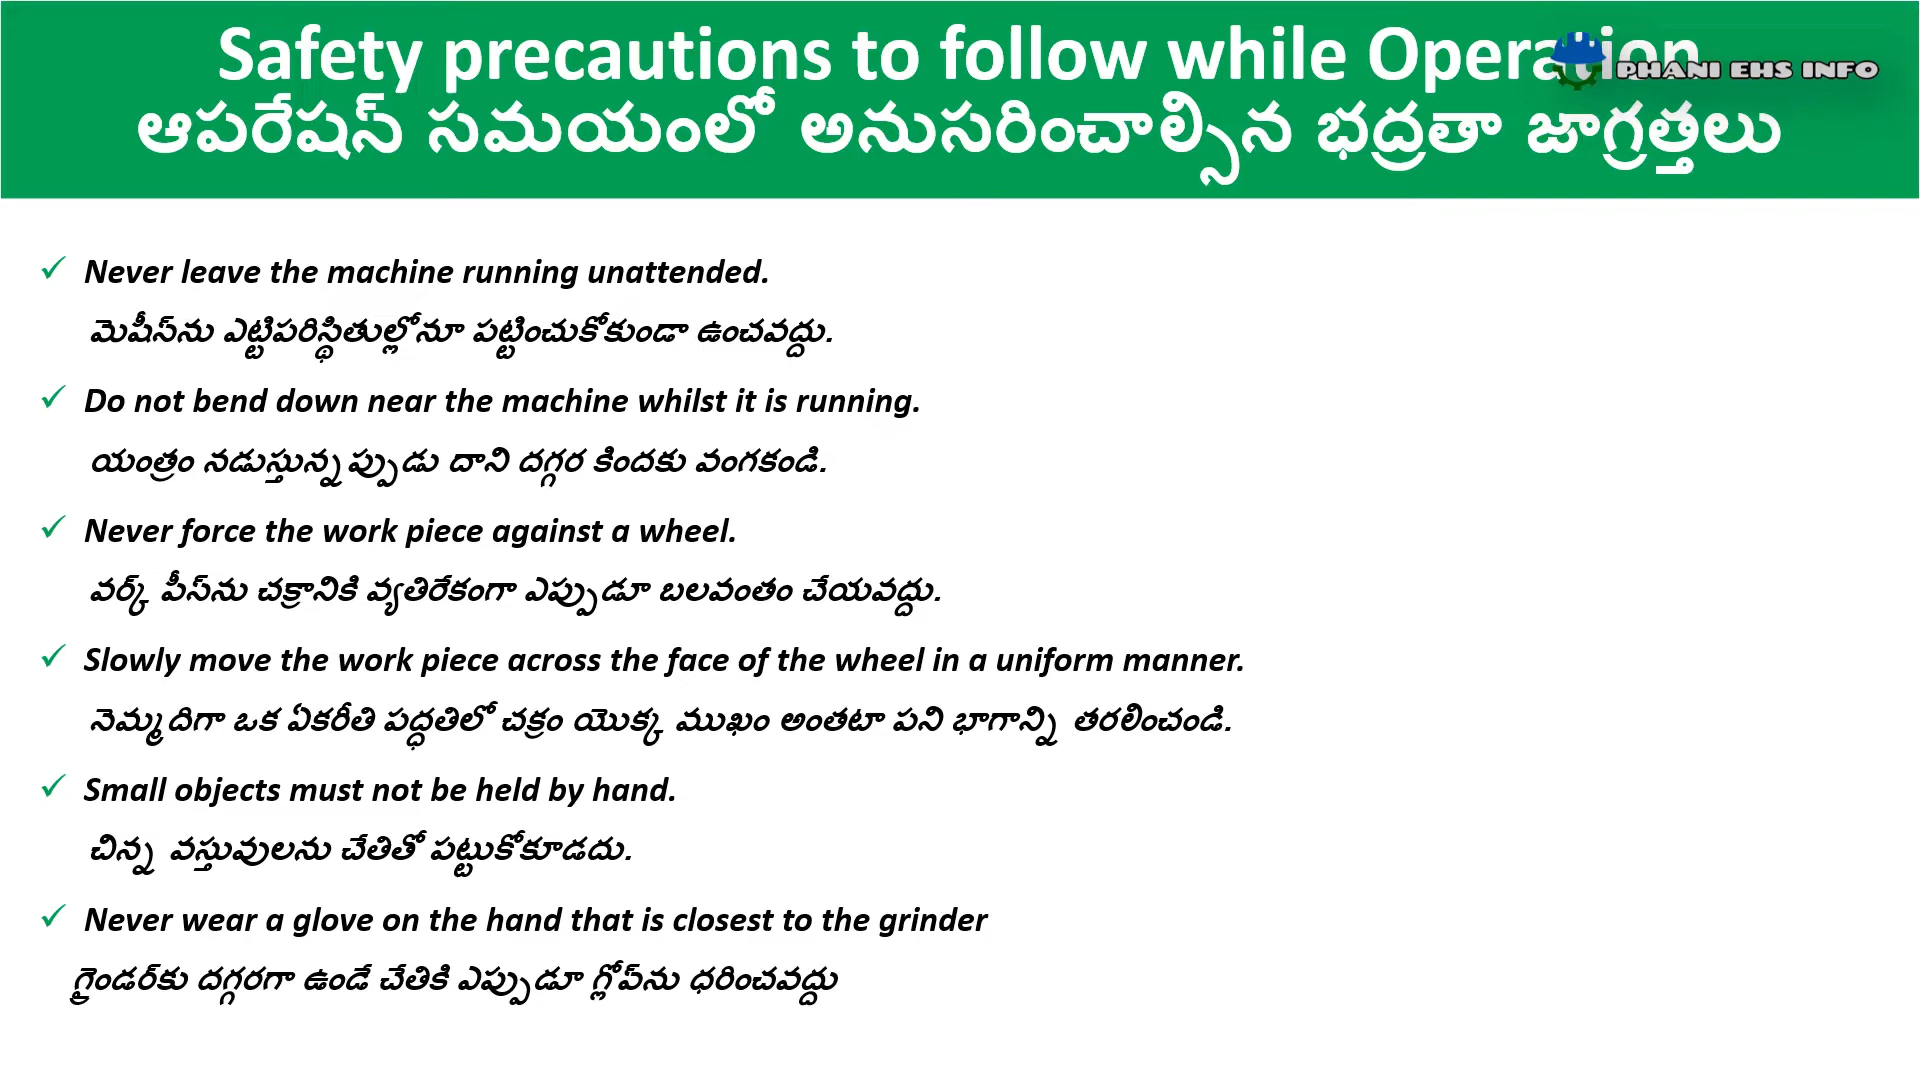 Safety precautions to follow while Operation
PHANI EHS INFO
ఆపరేషన్ సమయంలో అనుసరించాల్సిన భద్రతా జాగ్రత్తలు
✓ Never leave the machine running unattended.
మెషీన్‌ను ఎట్టిపరిస్థితుల్లోనూ పట్టించుకోకుండా ఉంచవద్దు.
✓ Do not bend down near the machine whilst it is running.
యంత్రం నడుస్తున్నప్పుడు దాని దగ్గర కిందకు వంగకండి.
✓ Never force the work piece against a wheel.
వర్క్ పీస్‌ను చక్రానికి వ్యతిరేకంగా ఎప్పుడూ బలవంతం చేయవద్దు.
✓ Slowly move the work piece across the face of the wheel in a uniform manner.
నెమ్మదిగా ఒక ఏకరీతి పద్ధతిలో చక్రం యొక్క ముఖం అంతటా పని భాగాన్ని తరలించండి.
✓ Small objects must not be held by hand.
చిన్న వస్తువులను చేతితో పట్టుకోకూడదు.
✓ Never wear a glove on the hand that is closest to the grinder
గ్రైండర్‌కు దగ్గరగా ఉండే చేతికి ఎప్పుడూ గ్లోవ్‌ను ధరించవద్దు